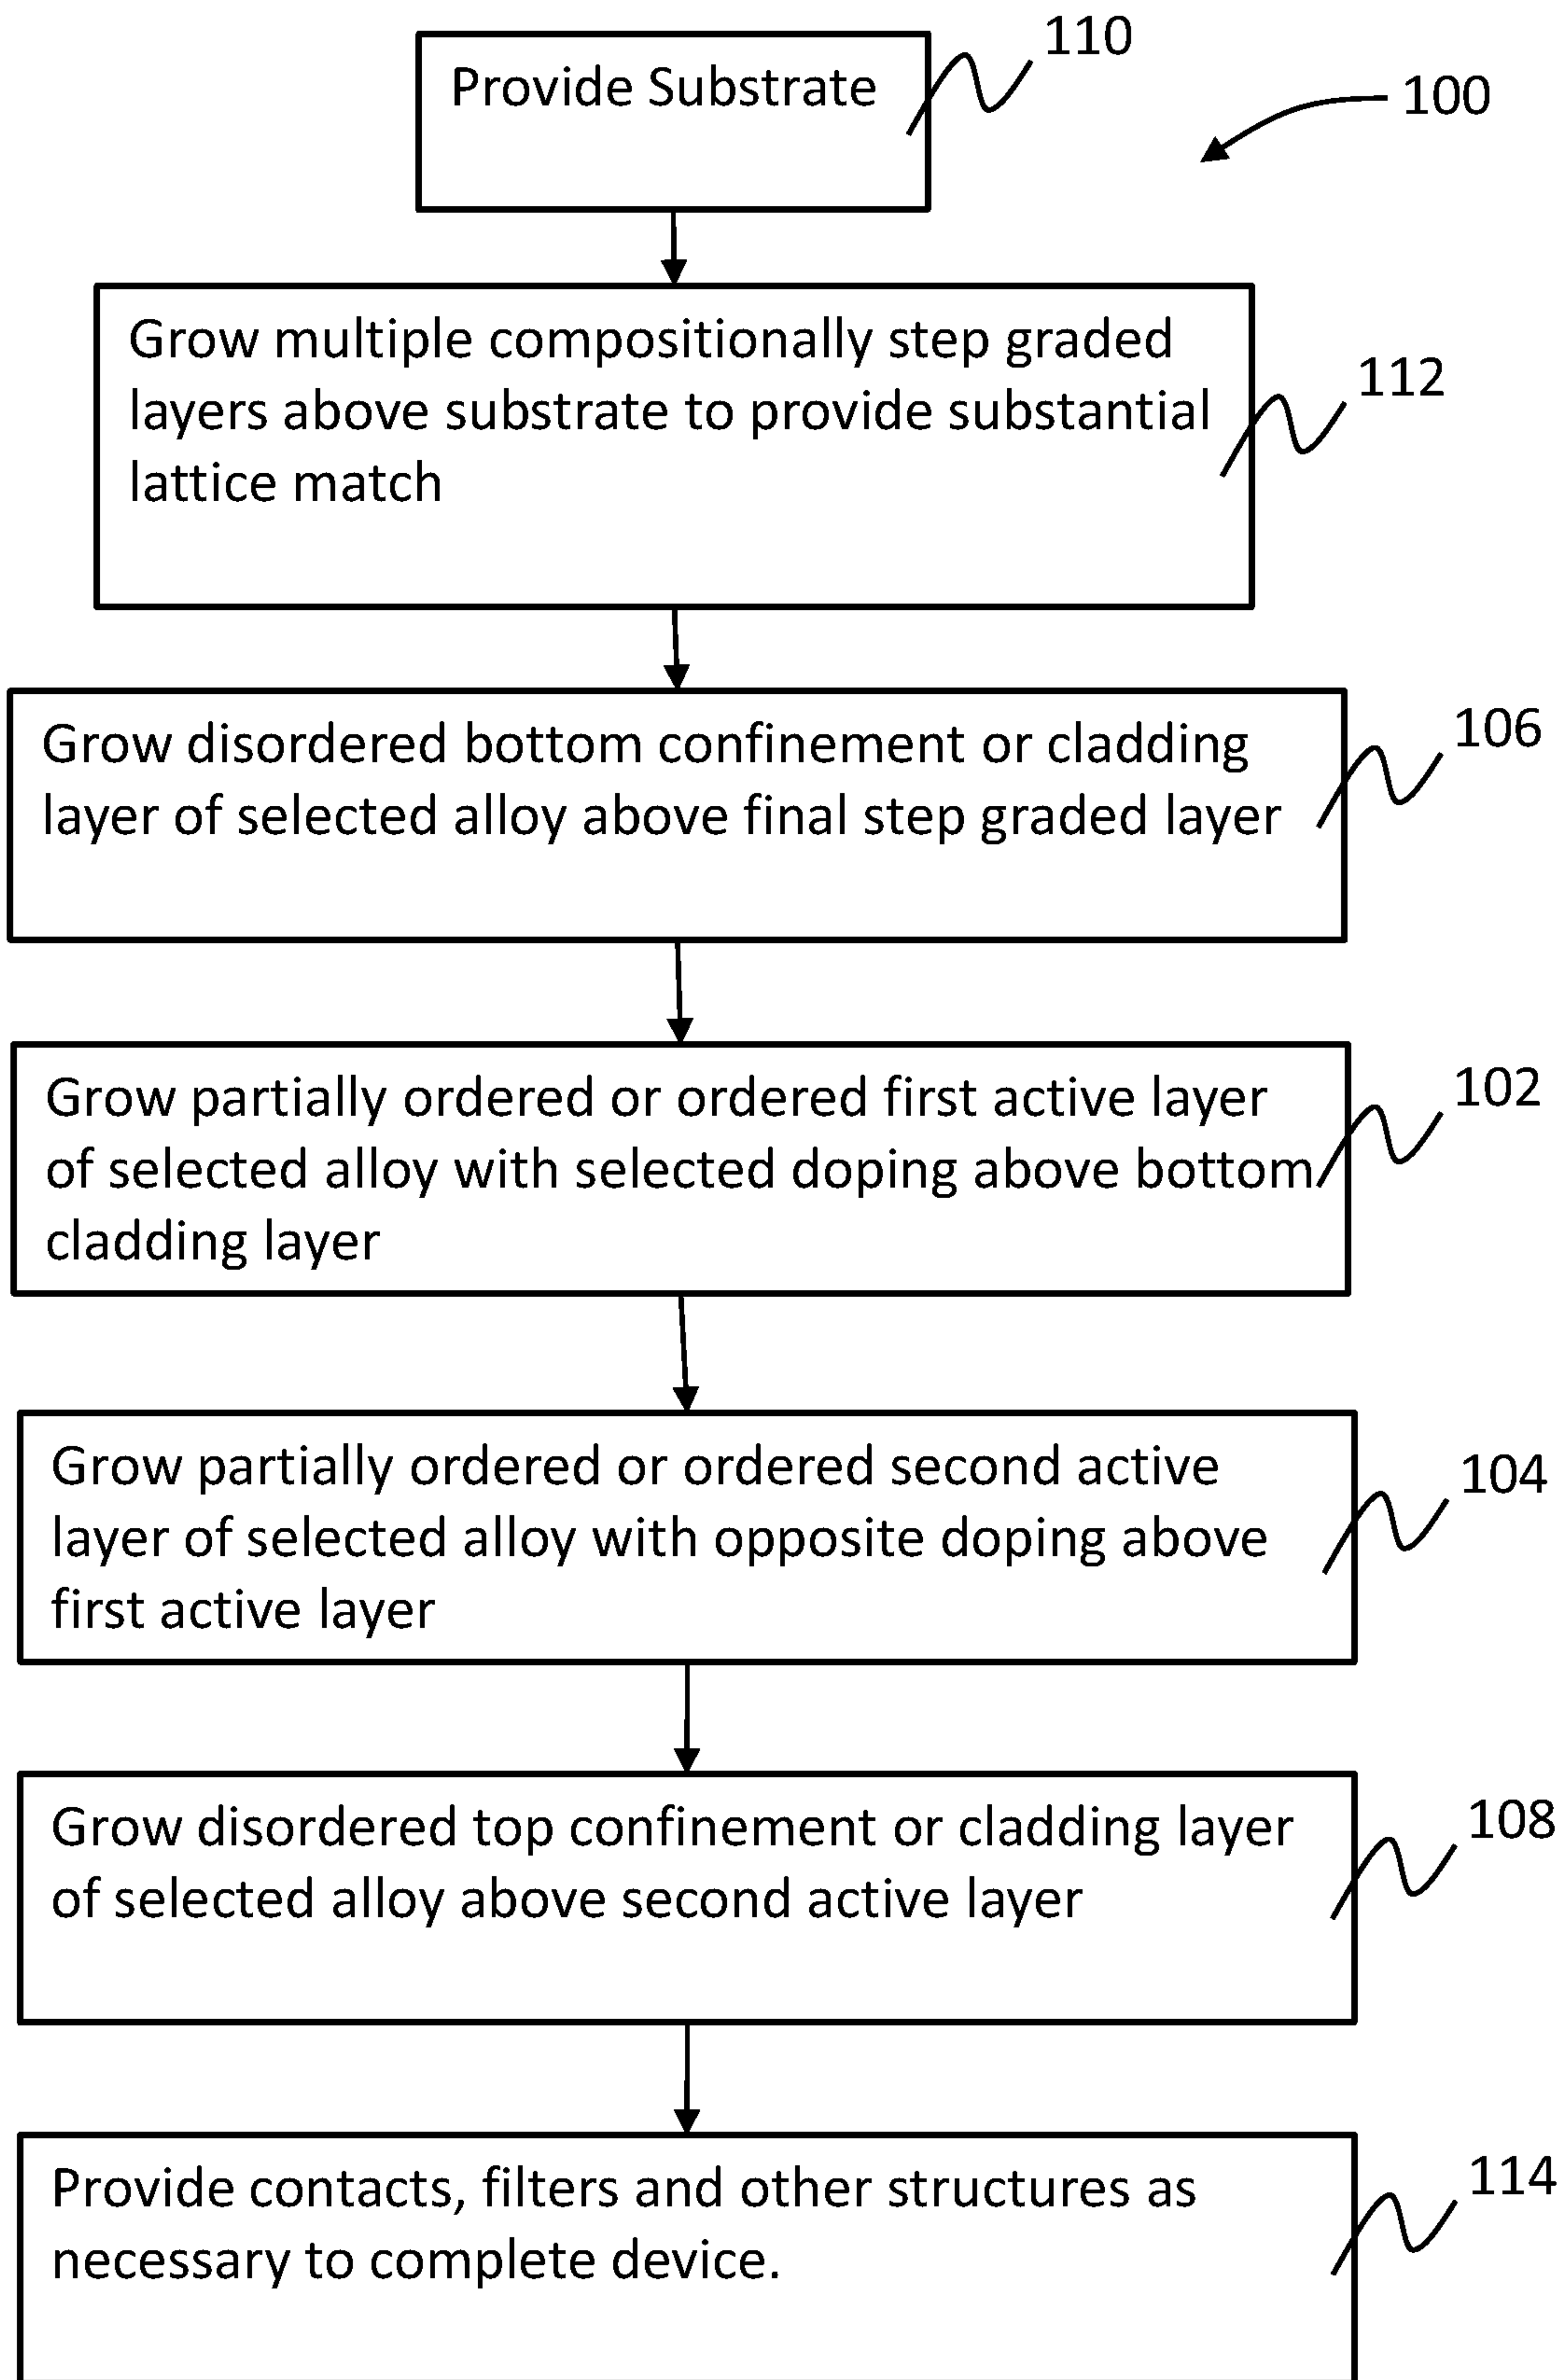 Provide Substrate
110
100
Grow multiple compositionally step graded
layers above substrate to provide substantial
lattice match
112
Grow disordered bottom confinement or cladding
layer of selected alloy above final step graded layer
106
Grow partially ordered or ordered first active layer
of selected alloy with selected doping above bottom
cladding layer
102
Grow partially ordered or ordered second active
layer of selected alloy with opposite doping above
first active layer
104
Grow disordered top confinement or cladding layer
of selected alloy above second active layer
108
Provide contacts, filters and other structures as
necessary to complete device.
114